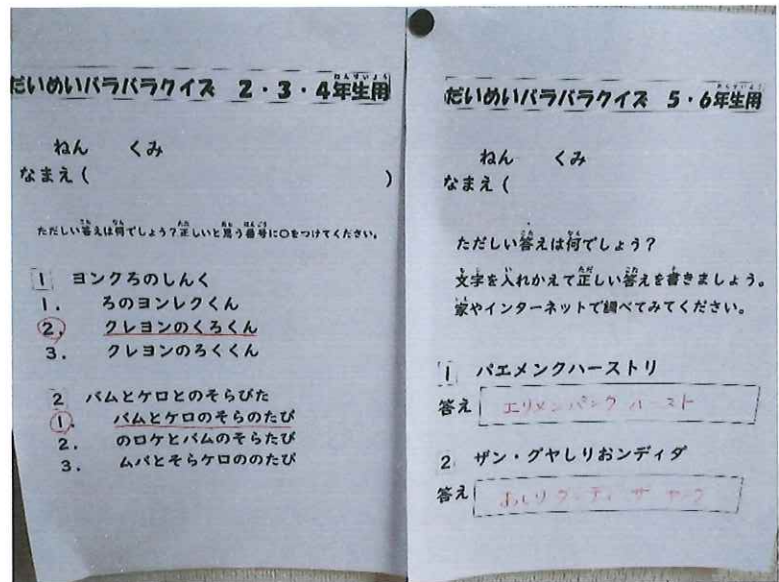 だいめいバラバラクイズ 2・3・4年生用
ねん くみ
なまえ( )
ただしい答えは何でしょう?正しいと思う番号に○をつけてください。
1 ヨンクろのしんく
1. ろのヨンレクくん
2. クレヨンのくろくん
3. クレヨンのろくくん
2 バムとケロとのそらびた
1. バムとケロのそらのたび
2. のロケとバムのそらたび
3. ムバとそらケロののたび
だいめいバラバラクイズ 5・6年生用
ねん くみ
なまえ(
ただしい答えは何でしょう?
文字を入れかえて正しい答えを書きましょう。
家やインターネットで調べてみてください。
1 パエメンクハーストリ
答え
2 ザン・グヤしりおンディダ
答え